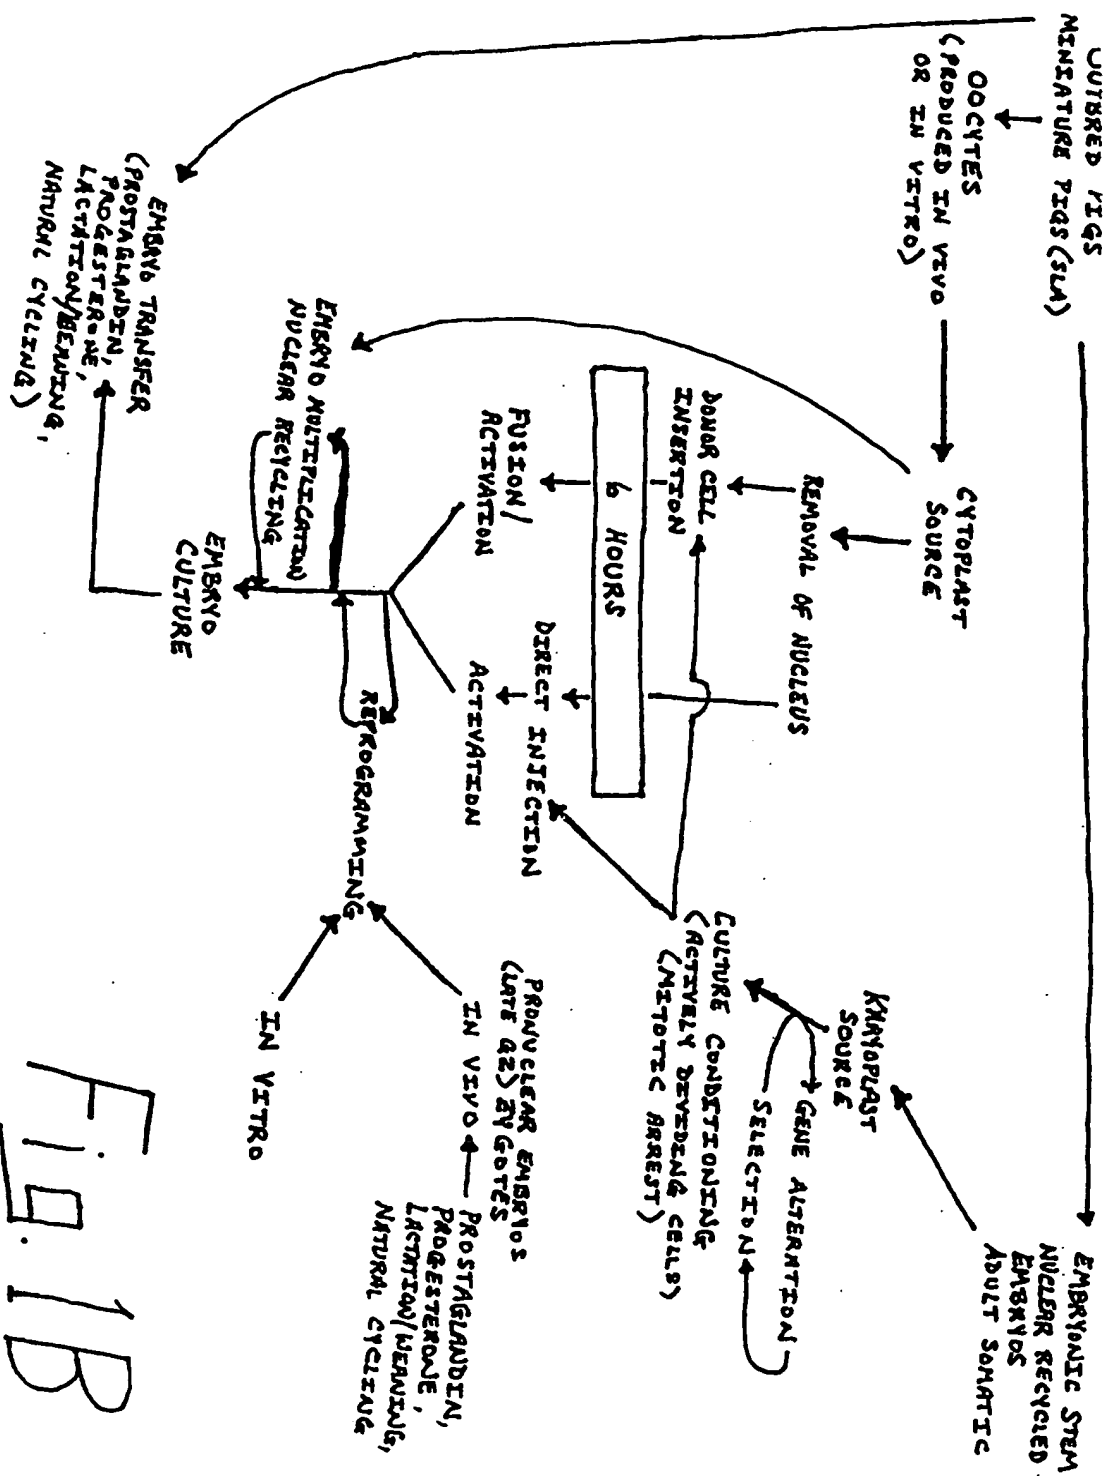 OUTBRED PIGS
MINIATURE PIGS(SLA)
OOCYTES
(PRODUCED IN VIVO
OR IN VITRO)
CYTOPLAST
SOURCE
REMOVAL OF NUCLEUS
DONOR CELL
INSERTION
6 HOURS
FUSION/
ACTIVATION
DIRECT INJECTION
ACTIVATION
EMBRYONIC STEM
NUCLEAR RECYCLED
EMBRYOS
ADULT SOMATIC
KARYOPLAST
SOURCE
GENE ALTERATION
SELECTION
CULTURE CONDITIONING
(ACTIVELY DIVIDING CELLS)
(MITOTIC ARREST)
EMBRYO MULTIPLICATION
NUCLEAR RECYCLING
REPROGRAMMING
PRONUCLEAR EMBRYOS
(LATE G2) ZYGOTES
IN VIVO
PROSTAGLANDIN,
PROGESTERONE,
LACTATION/WEANING,
NATURAL CYCLING
IN VITRO
EMBRYO
CULTURE
EMBRYO TRANSFER
(PROSTAGLANDIN,
PROGESTERONE,
LACTATION/WEANING,
NATURAL CYCLING)
Fig. 1B